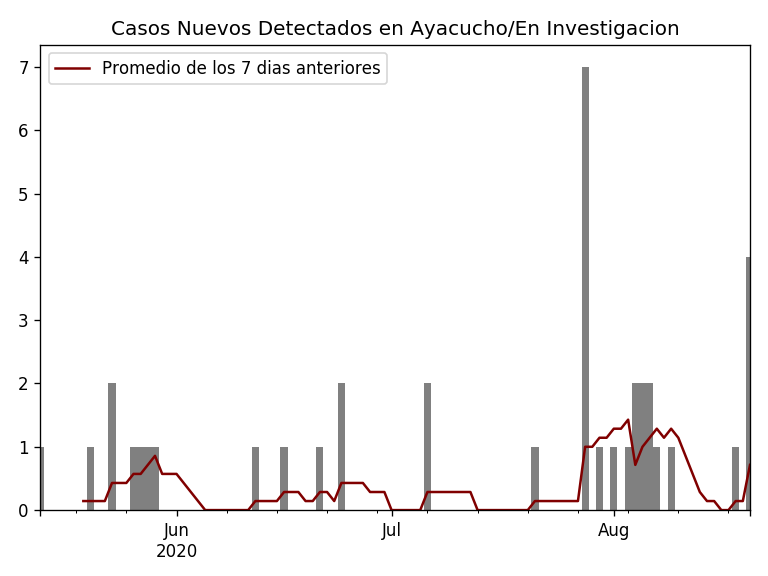 Casos Nuevos Detectados en Ayacucho/En Investigacion
Promedio de los 7 dias anteriores
7
6
5
4
3
2
1
0
Jun
2020
Jul
Aug